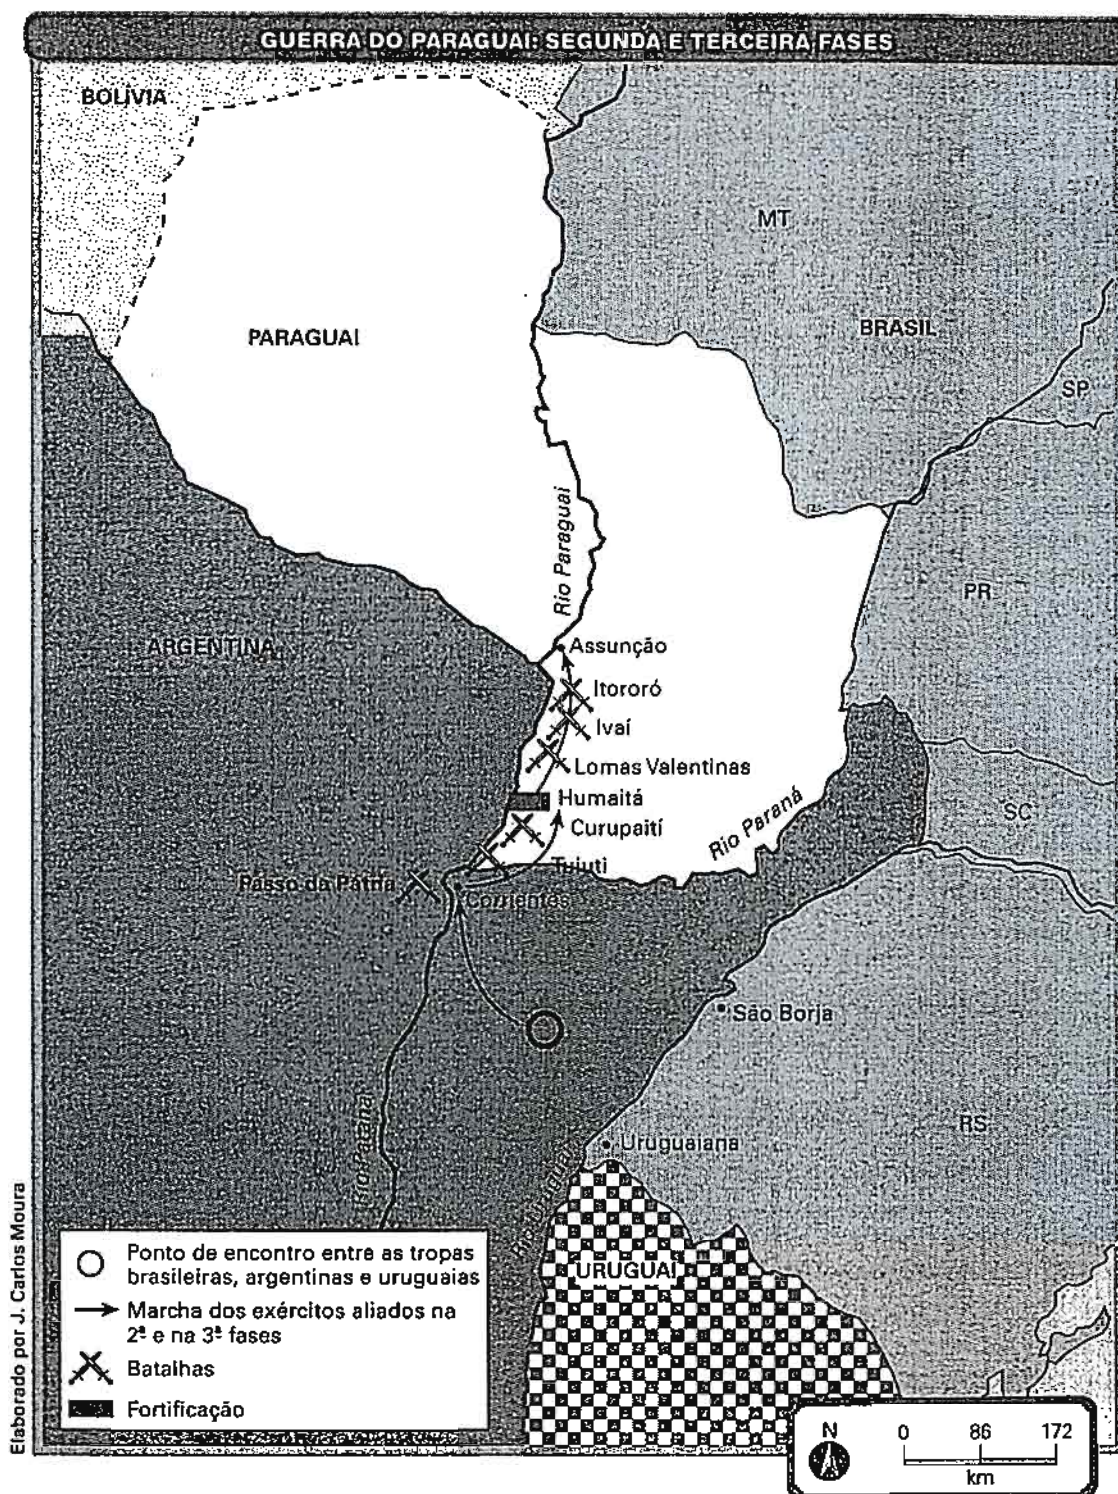 GUERRA DO PARAGUAI: SEGUNDA E TERCEIRA FASES
BOLÍVIA
MT
PARAGUAI
BRASIL
SP
Rio Paraguai
PR
ARGENTINA
Assunção
Itororó
Ivaí
Lomas Valentinas
Humaitá
Curupaití
Rio Paraná
SC
Tuiuti
Passo da Pátria
Corrientes
São Borja
Rio Paraná
Uruguaiana
RS
Rio Uruguai
URUGUAI
Ponto de encontro entre as tropas
brasileiras, argentinas e uruguaias
Marcha dos exércitos aliados na
2ª e na 3ª fases
Batalhas
Fortificação
N
0 86 172
km
Elaborado por J. Carlos Moura